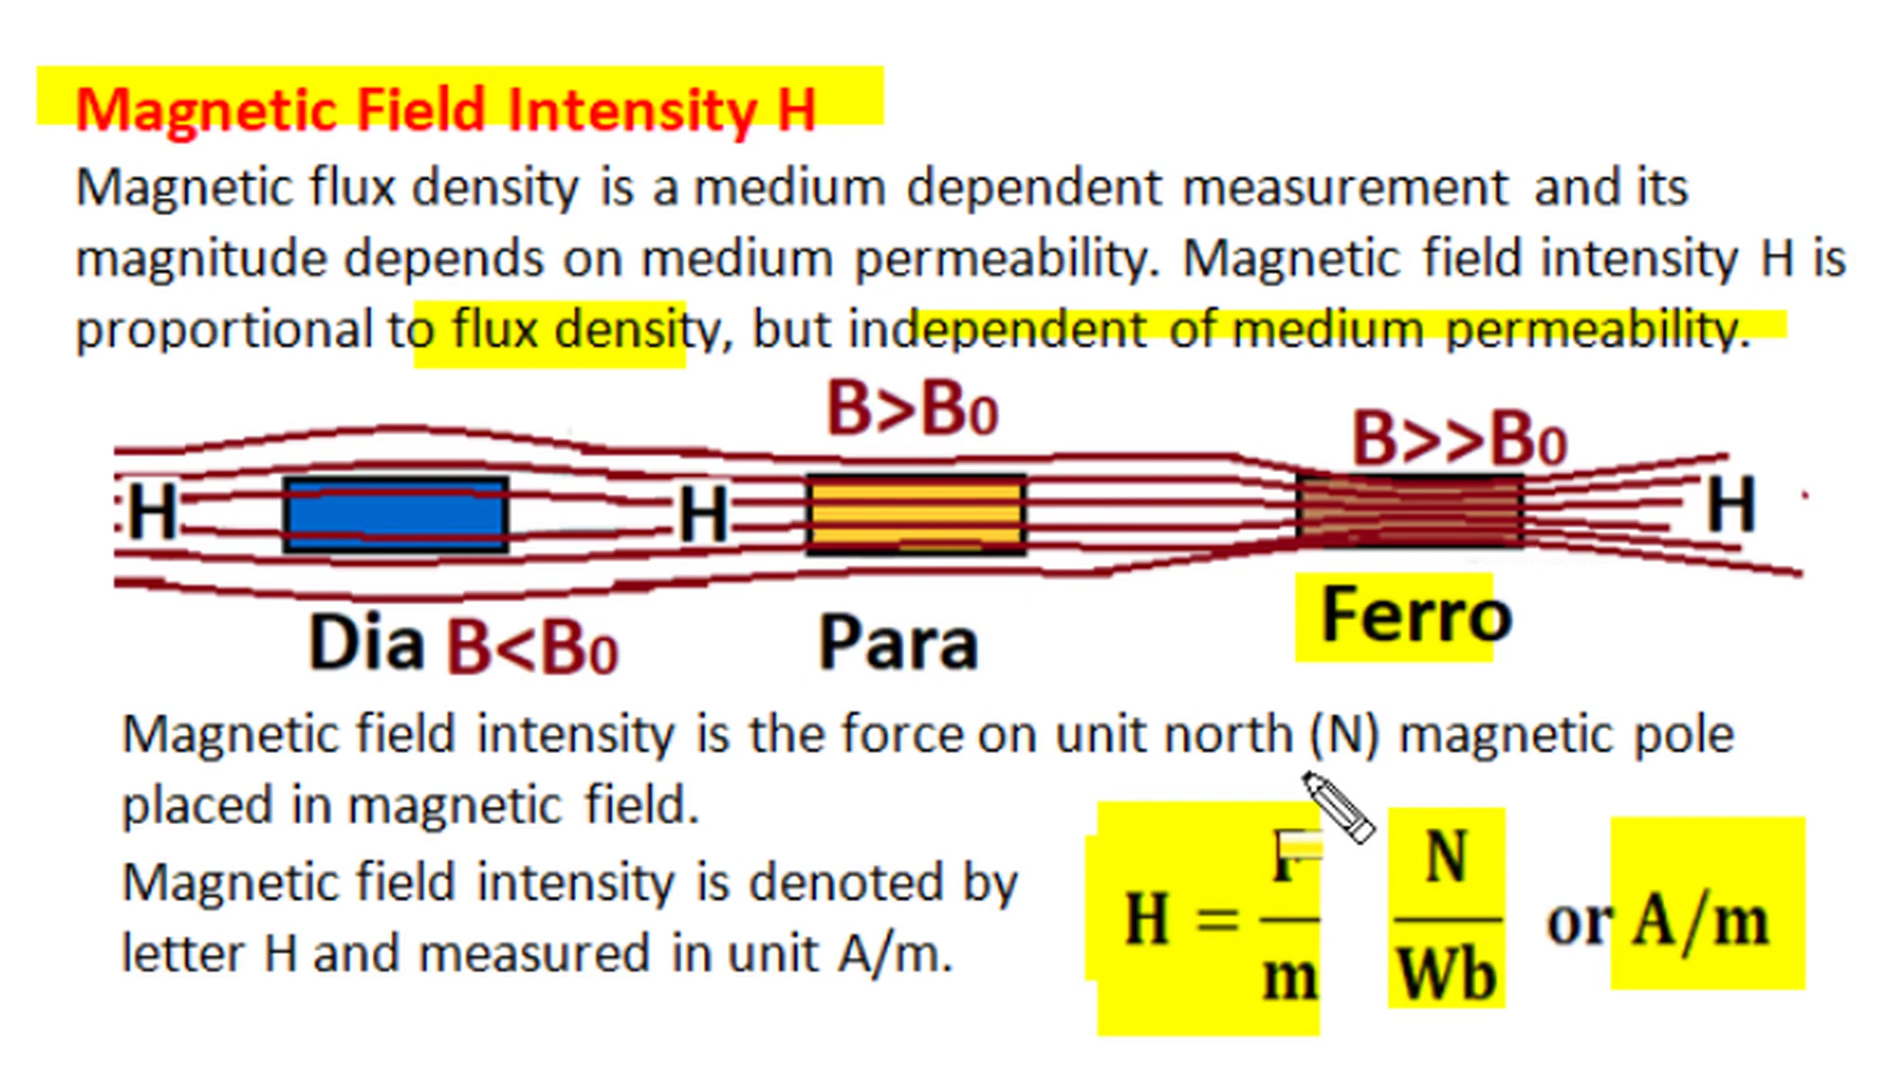 Magnetic Field Intensity H
Magnetic flux density is a medium dependent measurement and its
magnitude depends on medium permeability. Magnetic field intensity H is
proportional to flux density, but independent of medium permeability.
B>B0
B>>B0
H H H
Dia B<B0 Para Ferro
Magnetic field intensity is the force on unit north (N) magnetic pole
placed in magnetic field.
Magnetic field intensity is denoted by
letter H and measured in unit A/m.
H = F/m N/Wb or A/m